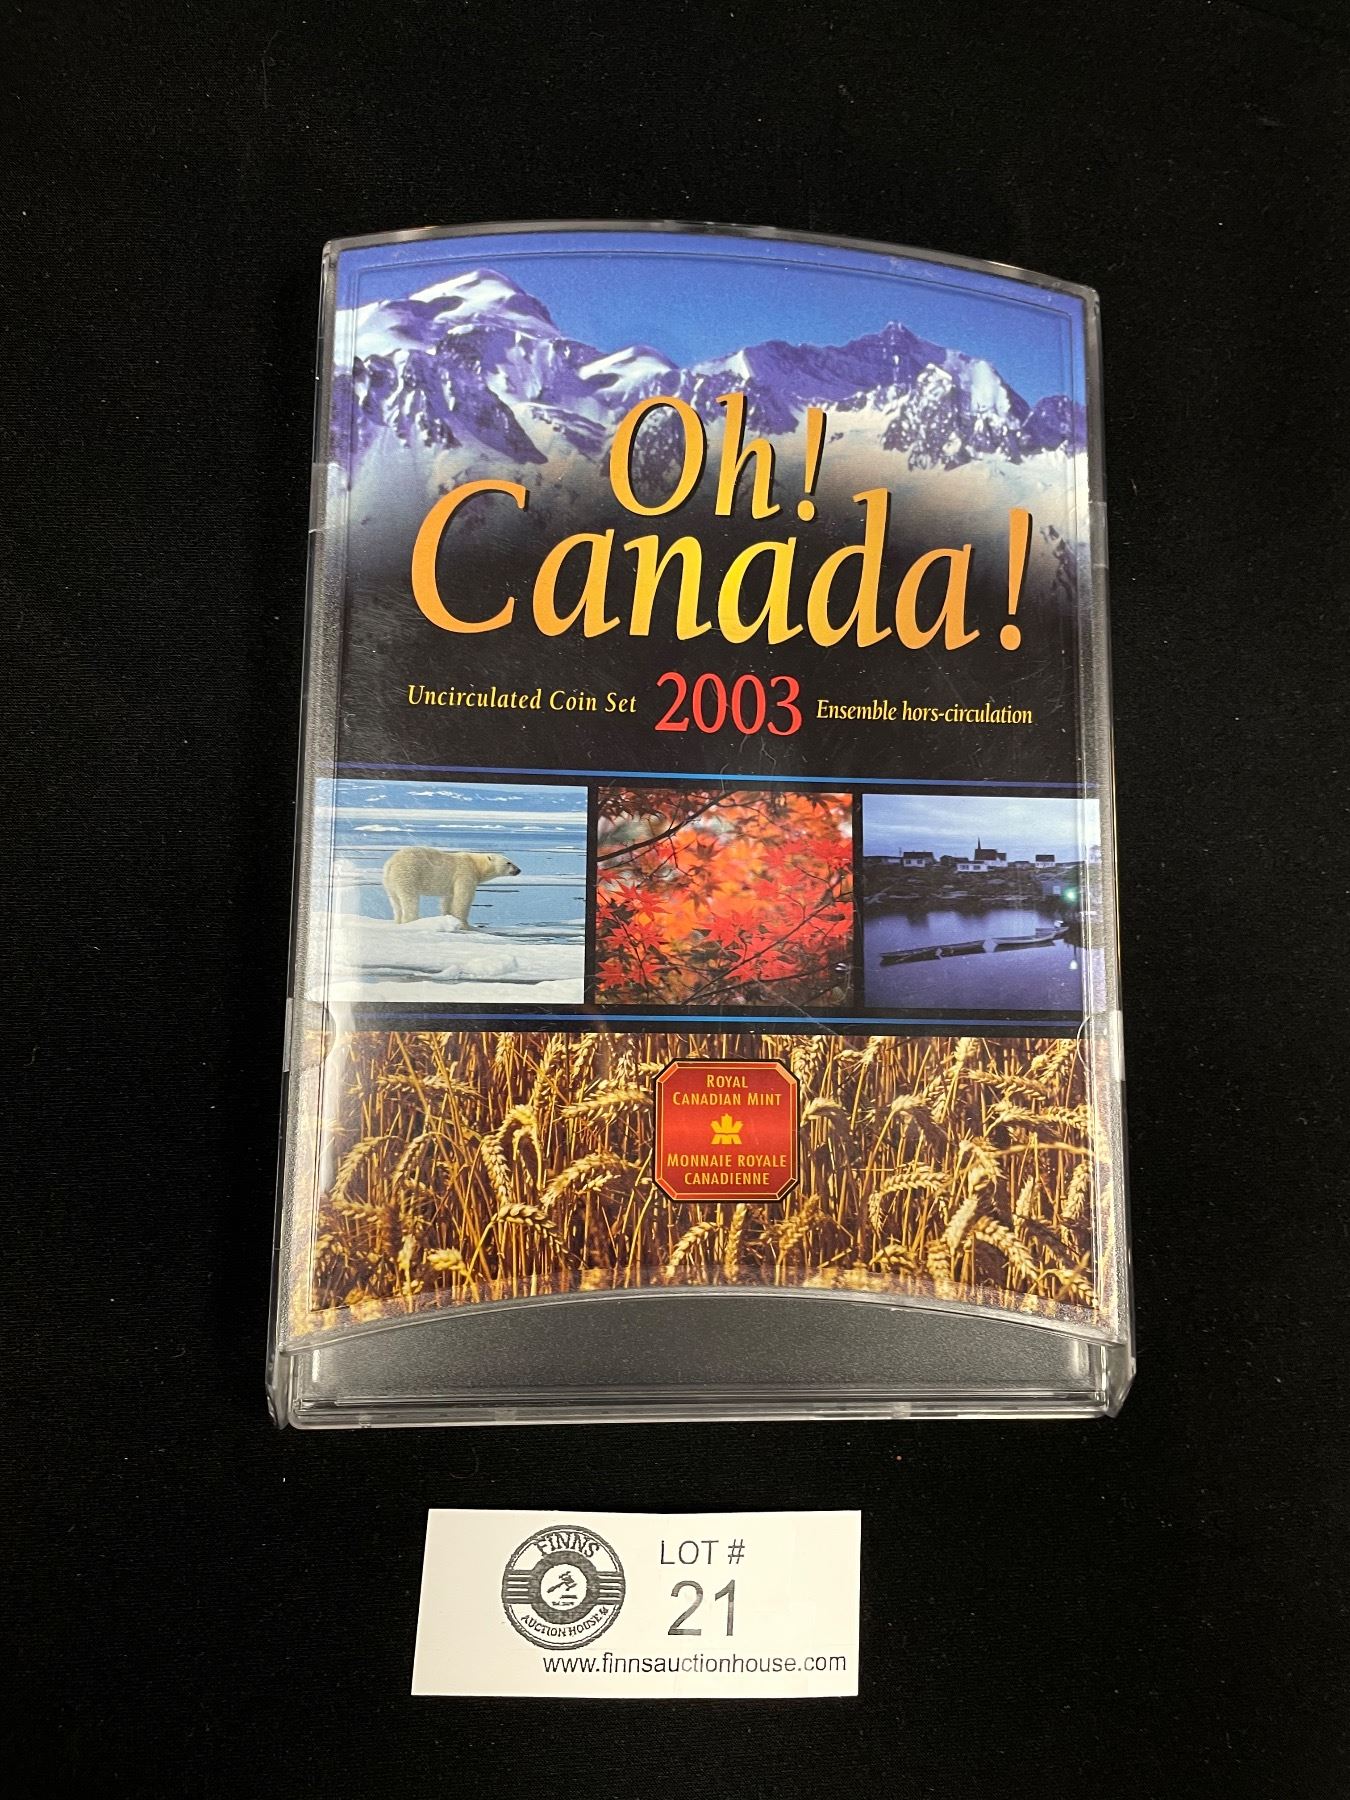 Oh!
Canada!
Uncirculated Coin Set 2003 Ensemble hors-circulation
ROYAL
CANADIAN MINT
MONNAIE ROYALE
CANADIENNE
FINNS
AUCTION HOUSE
LOT #
21
www.finnsauctionhouse.com